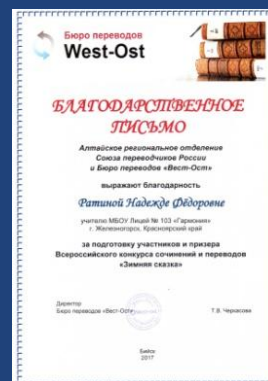 Бюро переводов
West-Ost
БЛАГОДАРСТВЕННОЕ
ПИСЬМО
Алтайское региональное отделение
Союза переводчиков России
и Бюро переводов «Вест-Ост»
выражают благодарность
Ратиной Надежде Фёдоровне
учителю МБОУ Лицей № 103 «Гармония»
г. Железногорск, Красноярский край
за подготовку участников и призера
Всероссийского конкурса сочинений и переводов
«Зимняя сказка»
Директор
Бюро переводов «Вест-Ост»
Т.В. Черкасова
Бийск
2017